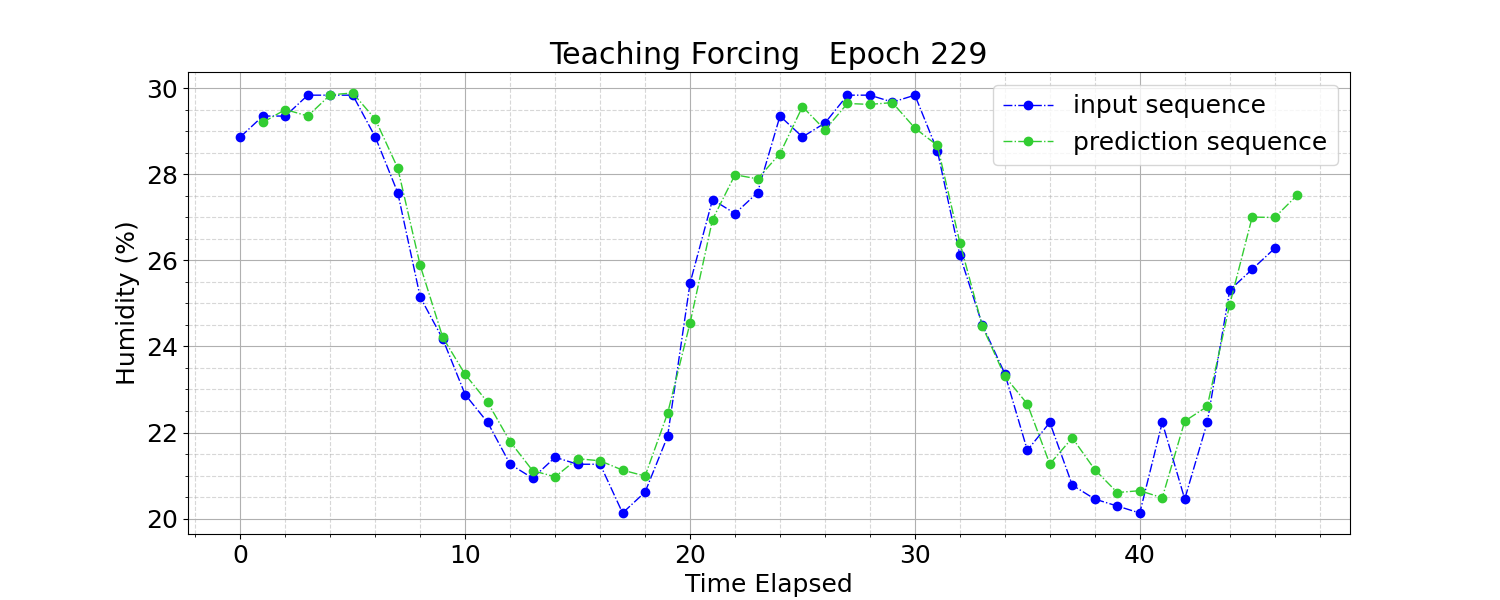 Teaching Forcing   Epoch 229
input sequence
prediction sequence
Humidity (%)
30
28
26
24
22
20
0 10 20 30 40
Time Elapsed